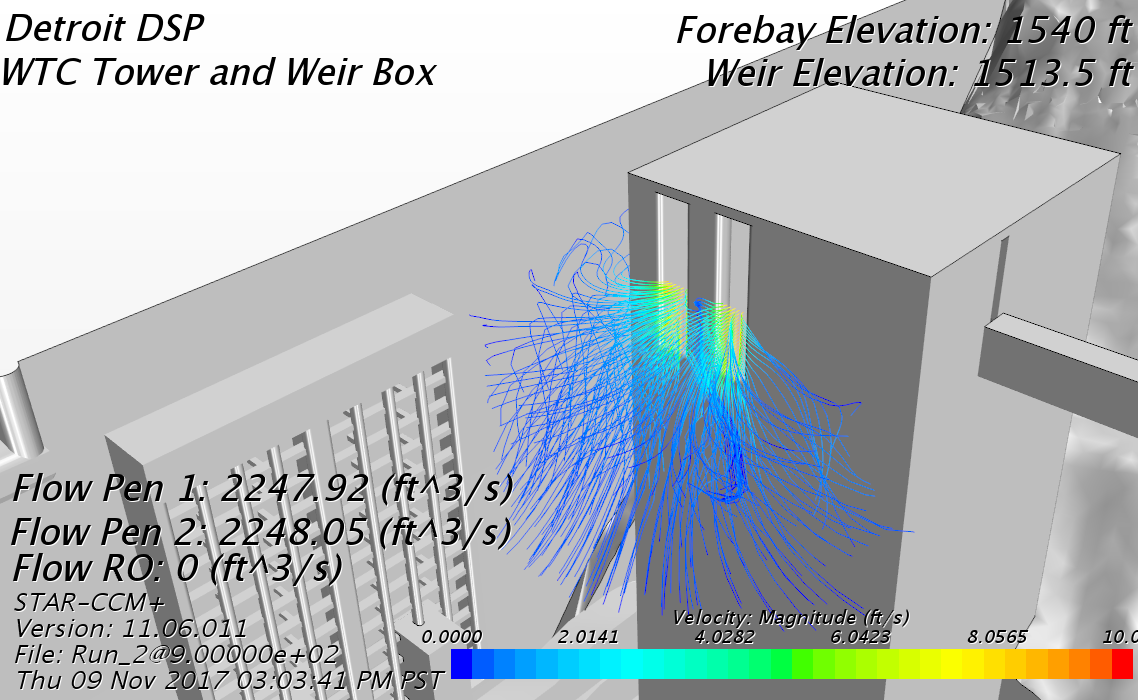 Detroit DSP
WTC Tower and Weir Box
Forebay Elevation: 1540 ft
Weir Elevation: 1513.5 ft
Flow Pen 1: 2247.92 (ft^3/s)
Flow Pen 2: 2248.05 (ft^3/s)
Flow RO: 0 (ft^3/s)
STAR-CCM+
Version: 11.06.011
File: Run_2@9.00000e+02
Thu 09 Nov 2017 03:03:41 PM PST
Velocity: Magnitude (ft/s)
0.0000 2.0141 4.0282 6.0423 8.0565 10.0